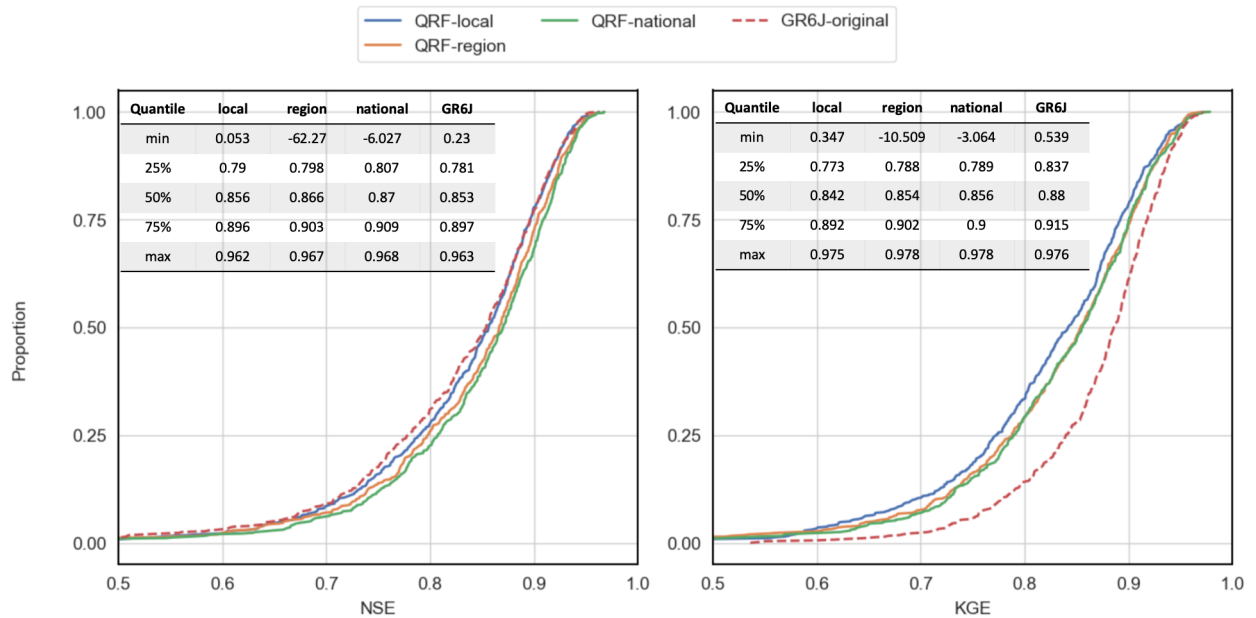 QRF-local QRF-national GR6J-original
QRF-region
Proportion
1.00
0.75
0.50
0.25
0.00
Quantile local region national GR6J
min 0.053 -62.27 -6.027 0.23
25% 0.79 0.798 0.807 0.781
50% 0.856 0.866 0.87 0.853
75% 0.896 0.903 0.909 0.897
max 0.962 0.967 0.968 0.963
0.5 0.6 0.7 0.8 0.9 1.0
NSE
1.00
0.75
0.50
0.25
0.00
Quantile local region national GR6J
min 0.347 -10.509 -3.064 0.539
25% 0.773 0.788 0.789 0.837
50% 0.842 0.854 0.856 0.88
75% 0.892 0.902 0.9 0.915
max 0.975 0.978 0.978 0.976
0.5 0.6 0.7 0.8 0.9 1.0
KGE